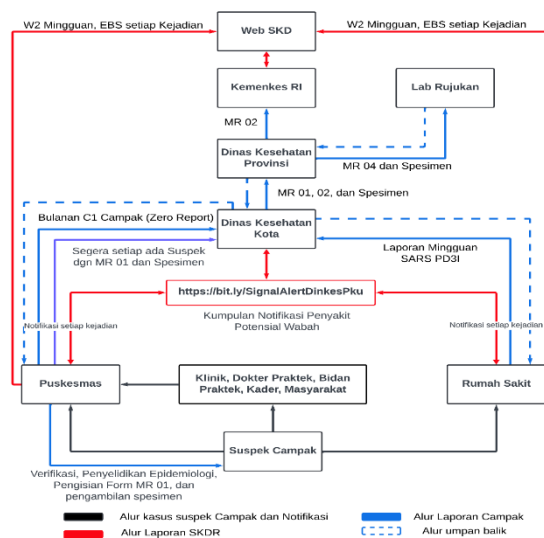 W2 Mingguan, EBS setiap Kejadian
W2 Mingguan, EBS setiap Kejadian
Web SKD
Kemenkes RI
Lab Rujukan
MR 02
Dinas Kesehatan
Provinsi
MR 04 dan Spesimen
MR 01, 02, dan Spesimen
Bulanan C1 Campak (Zero Report)
Dinas Kesehatan
Kota
Segera setiap ada Suspek
dgn MR 01 dan Spesimen
Laporan Mingguan
SARS PD3I
https://bit.ly/SignalAlertDinkesPku
Kumpulan Notifikasi Penyakit
Potensial Wabah
Notifikasi setiap kejadian
Notifikasi setiap kejadian
Puskesmas
Klinik, Dokter Praktek, Bidan
Praktek, Kader, Masyarakat
Rumah Sakit
Suspek Campak
Verifikasi, Penyelidikan Epidemiologi,
Pengisian Form MR 01, dan
pengambilan spesimen
Alur kasus suspek Campak dan Notifikasi
Alur Laporan Campak
Alur Laporan SKDR
Alur umpan balik